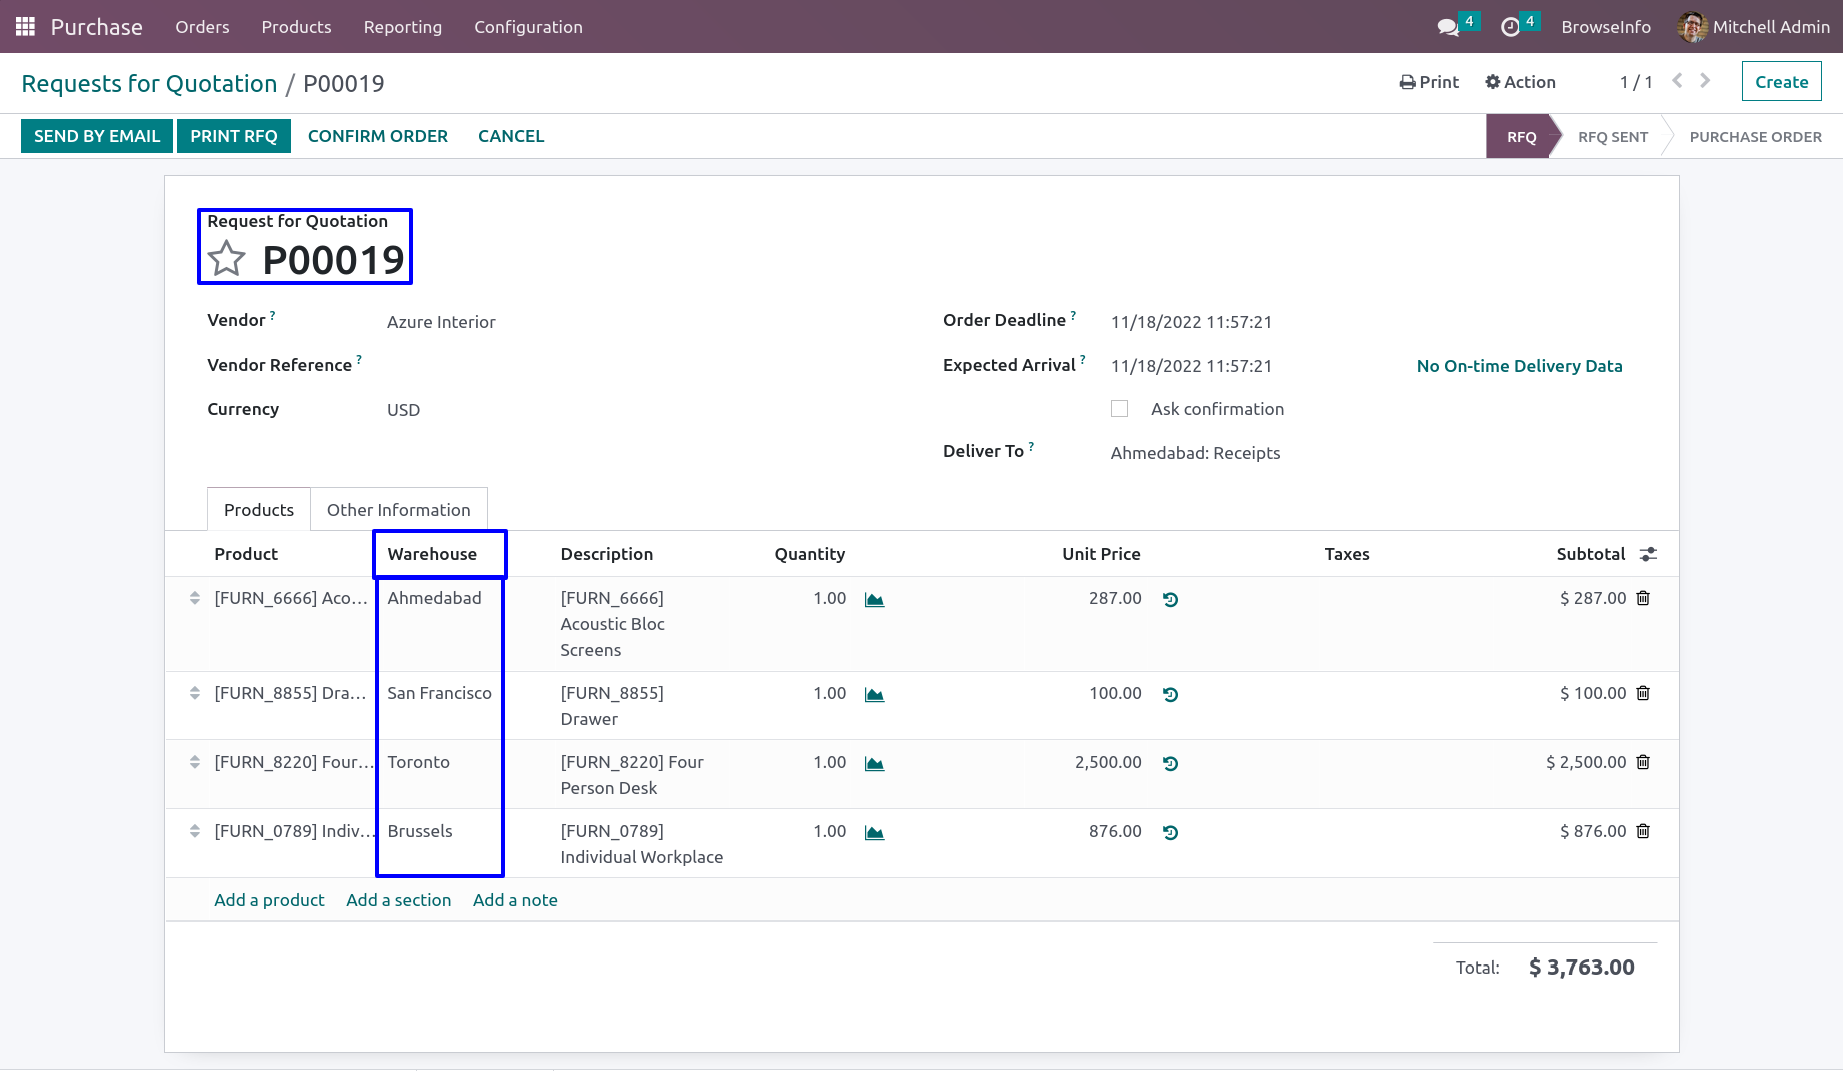 Purchase Orders Products Reporting Configuration 4 4 BrowseInfo Mitchell Admin
Requests for Quotation / P00019 Print Action 1 / 1 Create
SEND BY EMAIL PRINT RFQ CONFIRM ORDER CANCEL RFQ RFQ SENT PURCHASE ORDER
Request for Quotation
P00019
Vendor ? Azure Interior Order Deadline ? 11/18/2022 11:57:21
Vendor Reference ? Expected Arrival ? 11/18/2022 11:57:21 No On-time Delivery Data
Currency USD Ask confirmation
Deliver To ? Ahmedabad: Receipts
Products Other Information
Product Warehouse Description Quantity Unit Price Taxes Subtotal
[FURN_6666] Aco... Ahmedabad [FURN_6666] 1.00 287.00 $ 287.00
Acoustic Bloc
Screens
[FURN_8855] Dra... San Francisco [FURN_8855] 1.00 100.00 $ 100.00
Drawer
[FURN_8220] Four... Toronto [FURN_8220] Four 1.00 2,500.00 $ 2,500.00
Person Desk
[FURN_0789] Indiv... Brussels [FURN_0789] 1.00 876.00 $ 876.00
Individual Workplace
Add a product Add a section Add a note
Total: $ 3,763.00